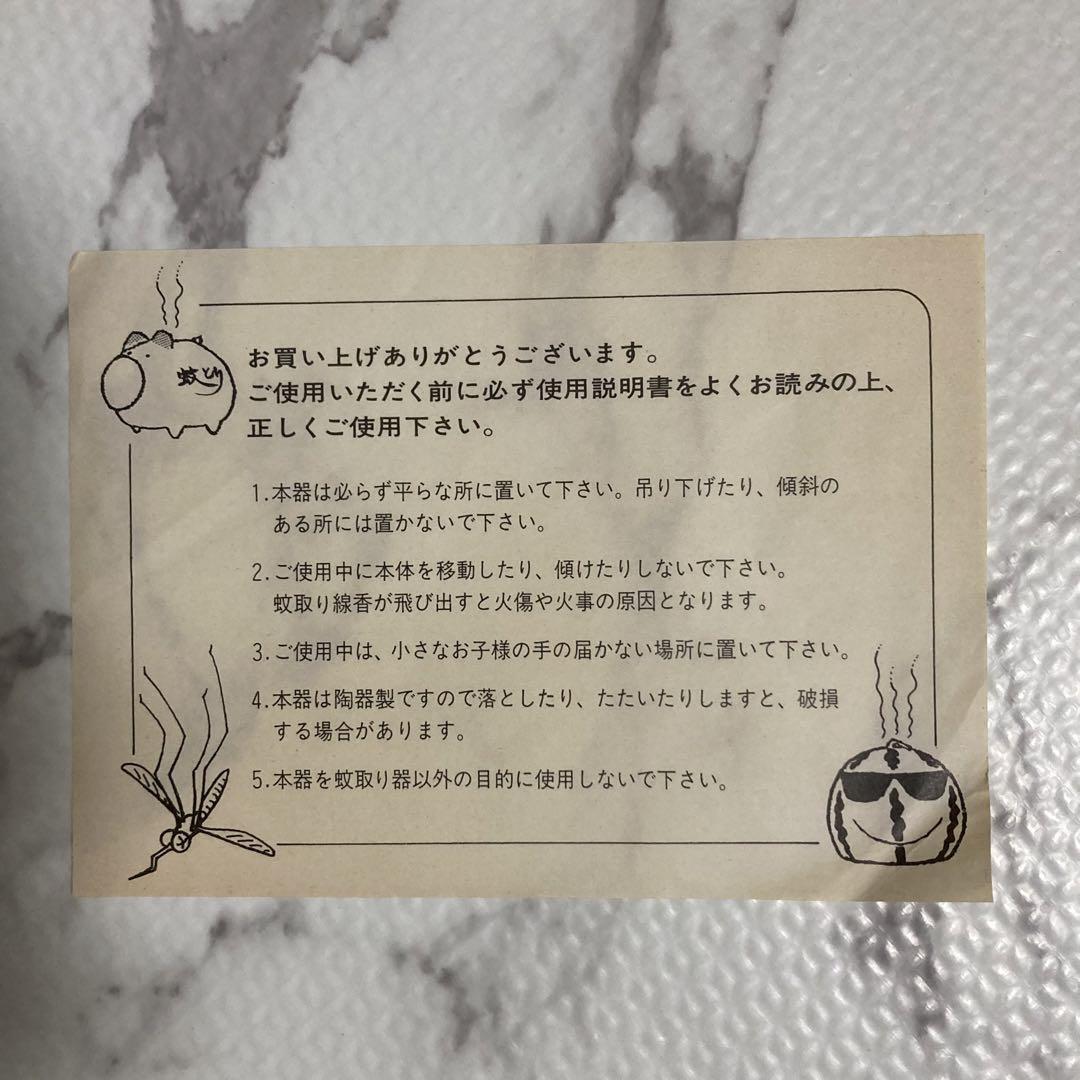 蚊とり
お買い上げありがとうございます。
ご使用いただく前に必ず使用説明書をよくお読みの上、
正しくご使用下さい。
1.本器は必らず平らな所に置いて下さい。吊り下げたり、傾斜の
ある所には置かないで下さい。
2.ご使用中に本体を移動したり、傾けたりしないで下さい。
蚊取り線香が飛び出すと火傷や火事の原因となります。
3.ご使用中は、小さなお子様の手の届かない場所に置いて下さい。
4.本器は陶器製ですので落としたり、たたいたりしますと、破損
する場合があります。
5.本器を蚊取り器以外の目的に使用しないで下さい。